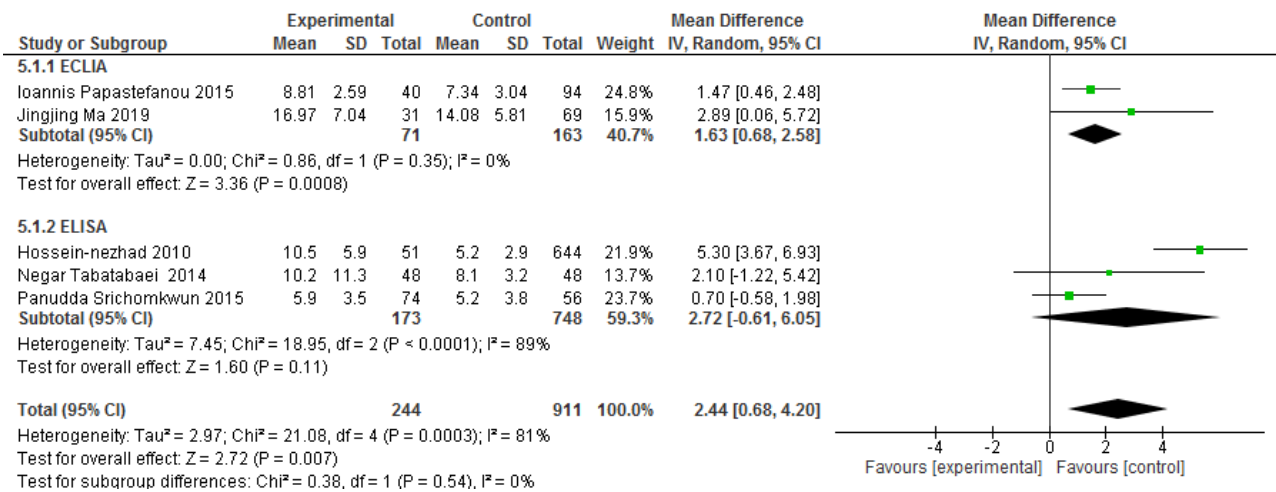 Experimental Control Mean Difference Mean Difference
Study or Subgroup Mean SD Total Mean SD Total Weight IV, Random, 95% CI IV, Random, 95% CI
5.1.1 ECLIA
Ioannis Papastefanou 2015 8.81 2.59 40 7.34 3.04 94 24.8% 1.47 [0.46, 2.48]
Jingjing Ma 2019 16.97 7.04 31 14.08 5.81 69 15.9% 2.89 [0.06, 5.72]
Subtotal (95% CI) 71 163 40.7% 1.63 [0.68, 2.58]
Heterogeneity: Tau² = 0.00; Chi² = 0.86, df = 1 (P = 0.35); I² = 0%
Test for overall effect: Z = 3.36 (P = 0.0008)
5.1.2 ELISA
Hossein-nezhad 2010 10.5 5.9 51 5.2 2.9 644 21.9% 5.30 [3.67, 6.93]
Negar Tabatabaei 2014 10.2 11.3 48 8.1 3.2 48 13.7% 2.10 [-1.22, 5.42]
Panudda Srichomkwun 2015 5.9 3.5 74 5.2 3.8 56 23.7% 0.70 [-0.58, 1.98]
Subtotal (95% CI) 173 748 59.3% 2.72 [-0.61, 6.05]
Heterogeneity: Tau² = 7.45; Chi² = 18.95, df = 2 (P < 0.0001); I² = 89%
Test for overall effect: Z = 1.60 (P = 0.11)
Total (95% CI) 244 911 100.0% 2.44 [0.68, 4.20]
Heterogeneity: Tau² = 2.97; Chi² = 21.08, df = 4 (P = 0.0003); I² = 81%
Test for overall effect: Z = 2.72 (P = 0.007)
Test for subgroup differences: Chi² = 0.38, df = 1 (P = 0.54), I² = 0%
-4 -2 0 2 4
Favours [experimental] Favours [control]